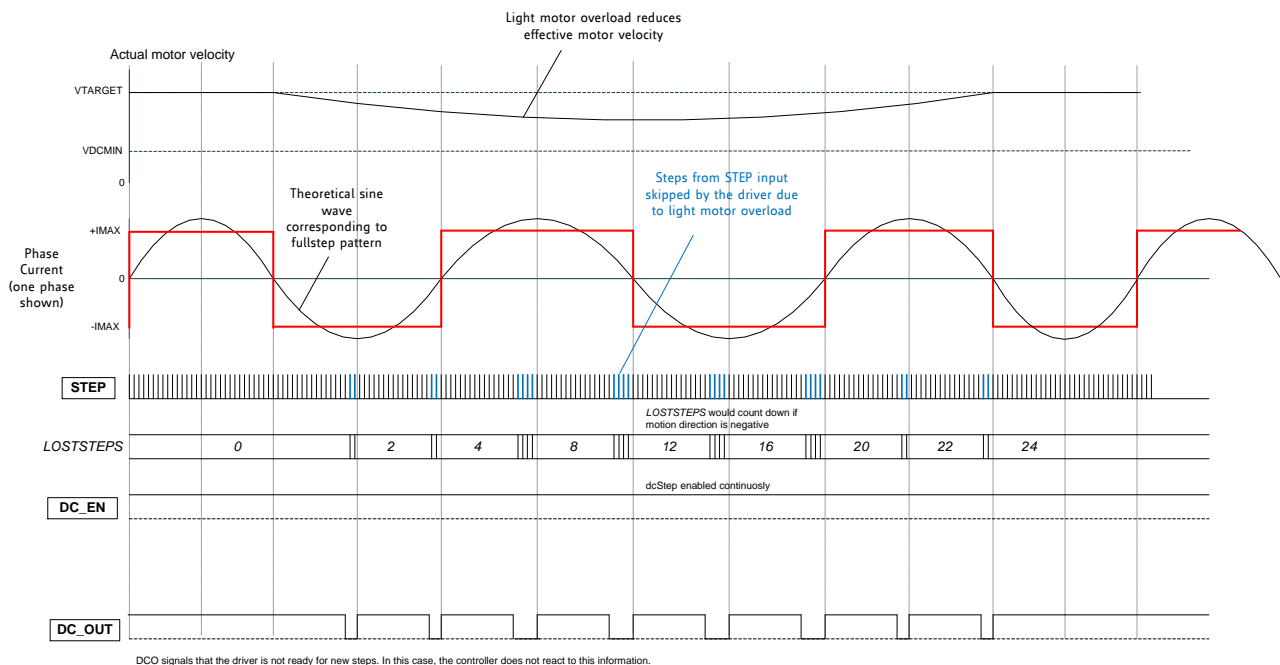 Light motor overload reduces
effective motor velocity
Actual motor velocity
VTARGET
VDCMIN
0
Theoretical sine
wave
corresponding to
fullstep pattern
Steps from STEP input
skipped by the driver due
to light motor overload
+IMAX
Phase
Current
(one phase
shown)
0
-IMAX
STEP
LOSTSTEPS would count down if
motion direction is negative
LOSTSTEPS 0 2 4 8 12 16 20 22 24
dcStep enabled continuosly
DC_EN
DC_OUT
DCO signals that the driver is not ready for new steps. In this case, the controller does not react to this information.